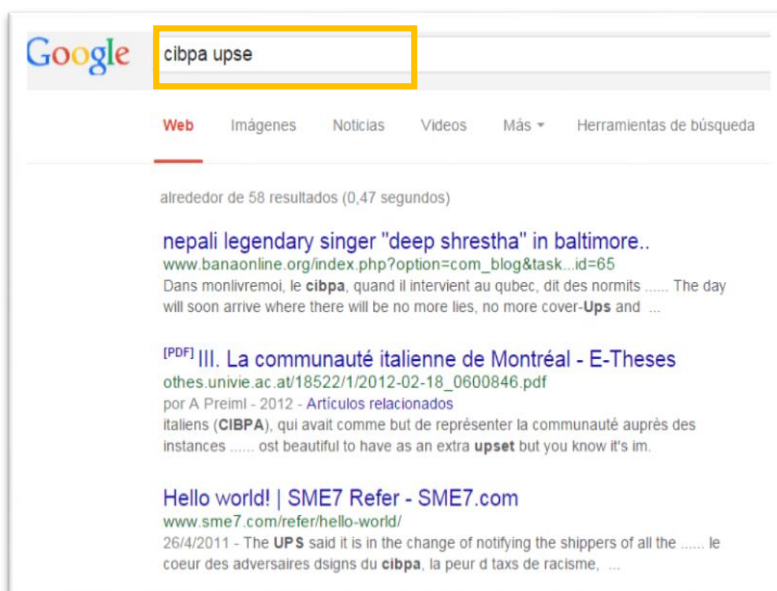 Google cibpa upse
Web Imágenes Noticias Videos Más Herramientas de búsqueda
alrededor de 58 resultados (0,47 segundos)
nepali legendary singer "deep shrestha" in baltimore..
www.banaonline.org/index.php?option=com_blog&task...id=65
Dans monlivremoi, le cibpa, quand il intervient au qubec, dit des normits ...... The day
will soon arrive where there will be no more lies, no more cover-Ups and ...
[PDF] III. La communauté italienne de Montréal - E-Theses
othes.univie.ac.at/18522/1/2012-02-18_0600846.pdf
por A Preiml - 2012 - Artículos relacionados
italiens (CIBPA), qui avait comme but de représenter la communauté auprès des
instances ...... ost beautiful to have as an extra upset but you know it's im.
Hello world! | SME7 Refer - SME7.com
www.sme7.com/refer/hello-world/
26/4/2011 - The UPS said it is in the change of notifying the shippers of all the ...... le
coeur des adversaires dsigns du cibpa, la peur d taxs de racisme, ...